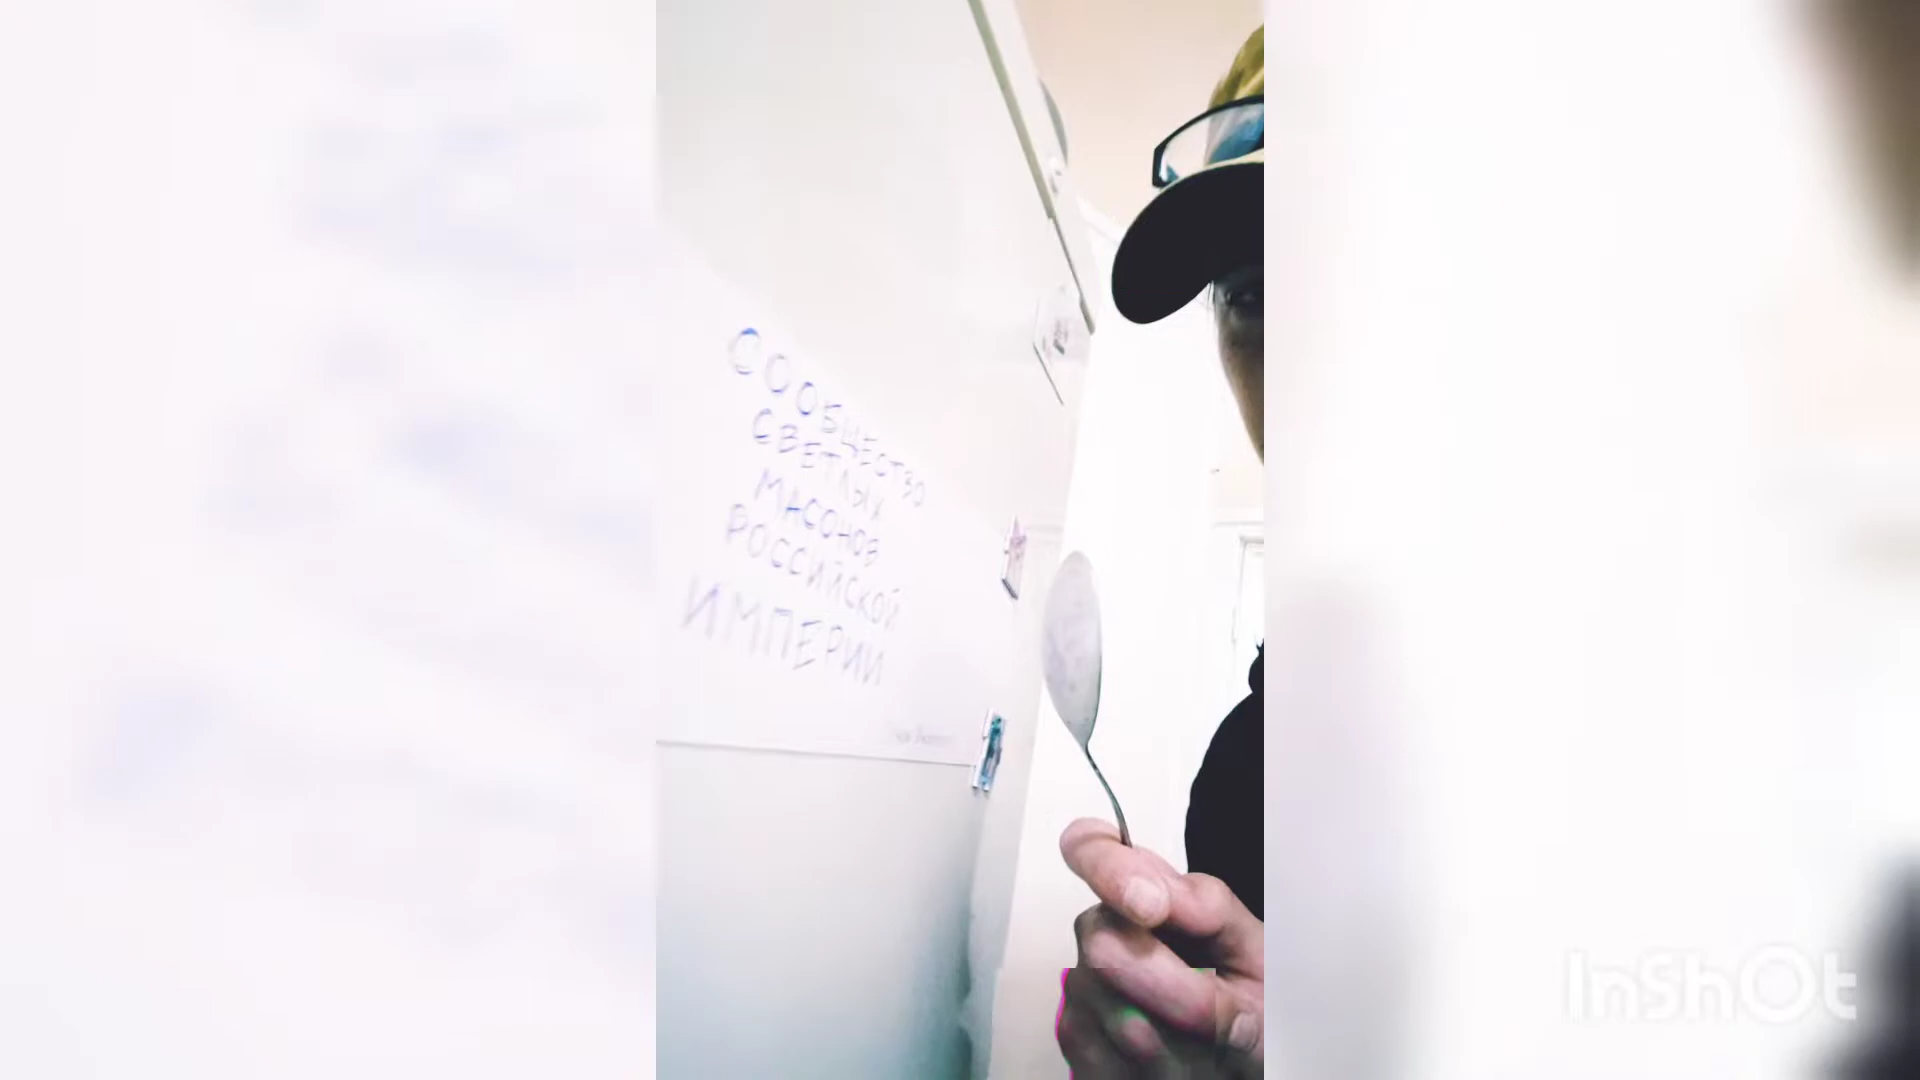 СООБЩЕСТВО
СВЕТЛЫХ
МАСОНОВ
РОССИЙСКОЙ
ИМПЕРИИ
InShOt